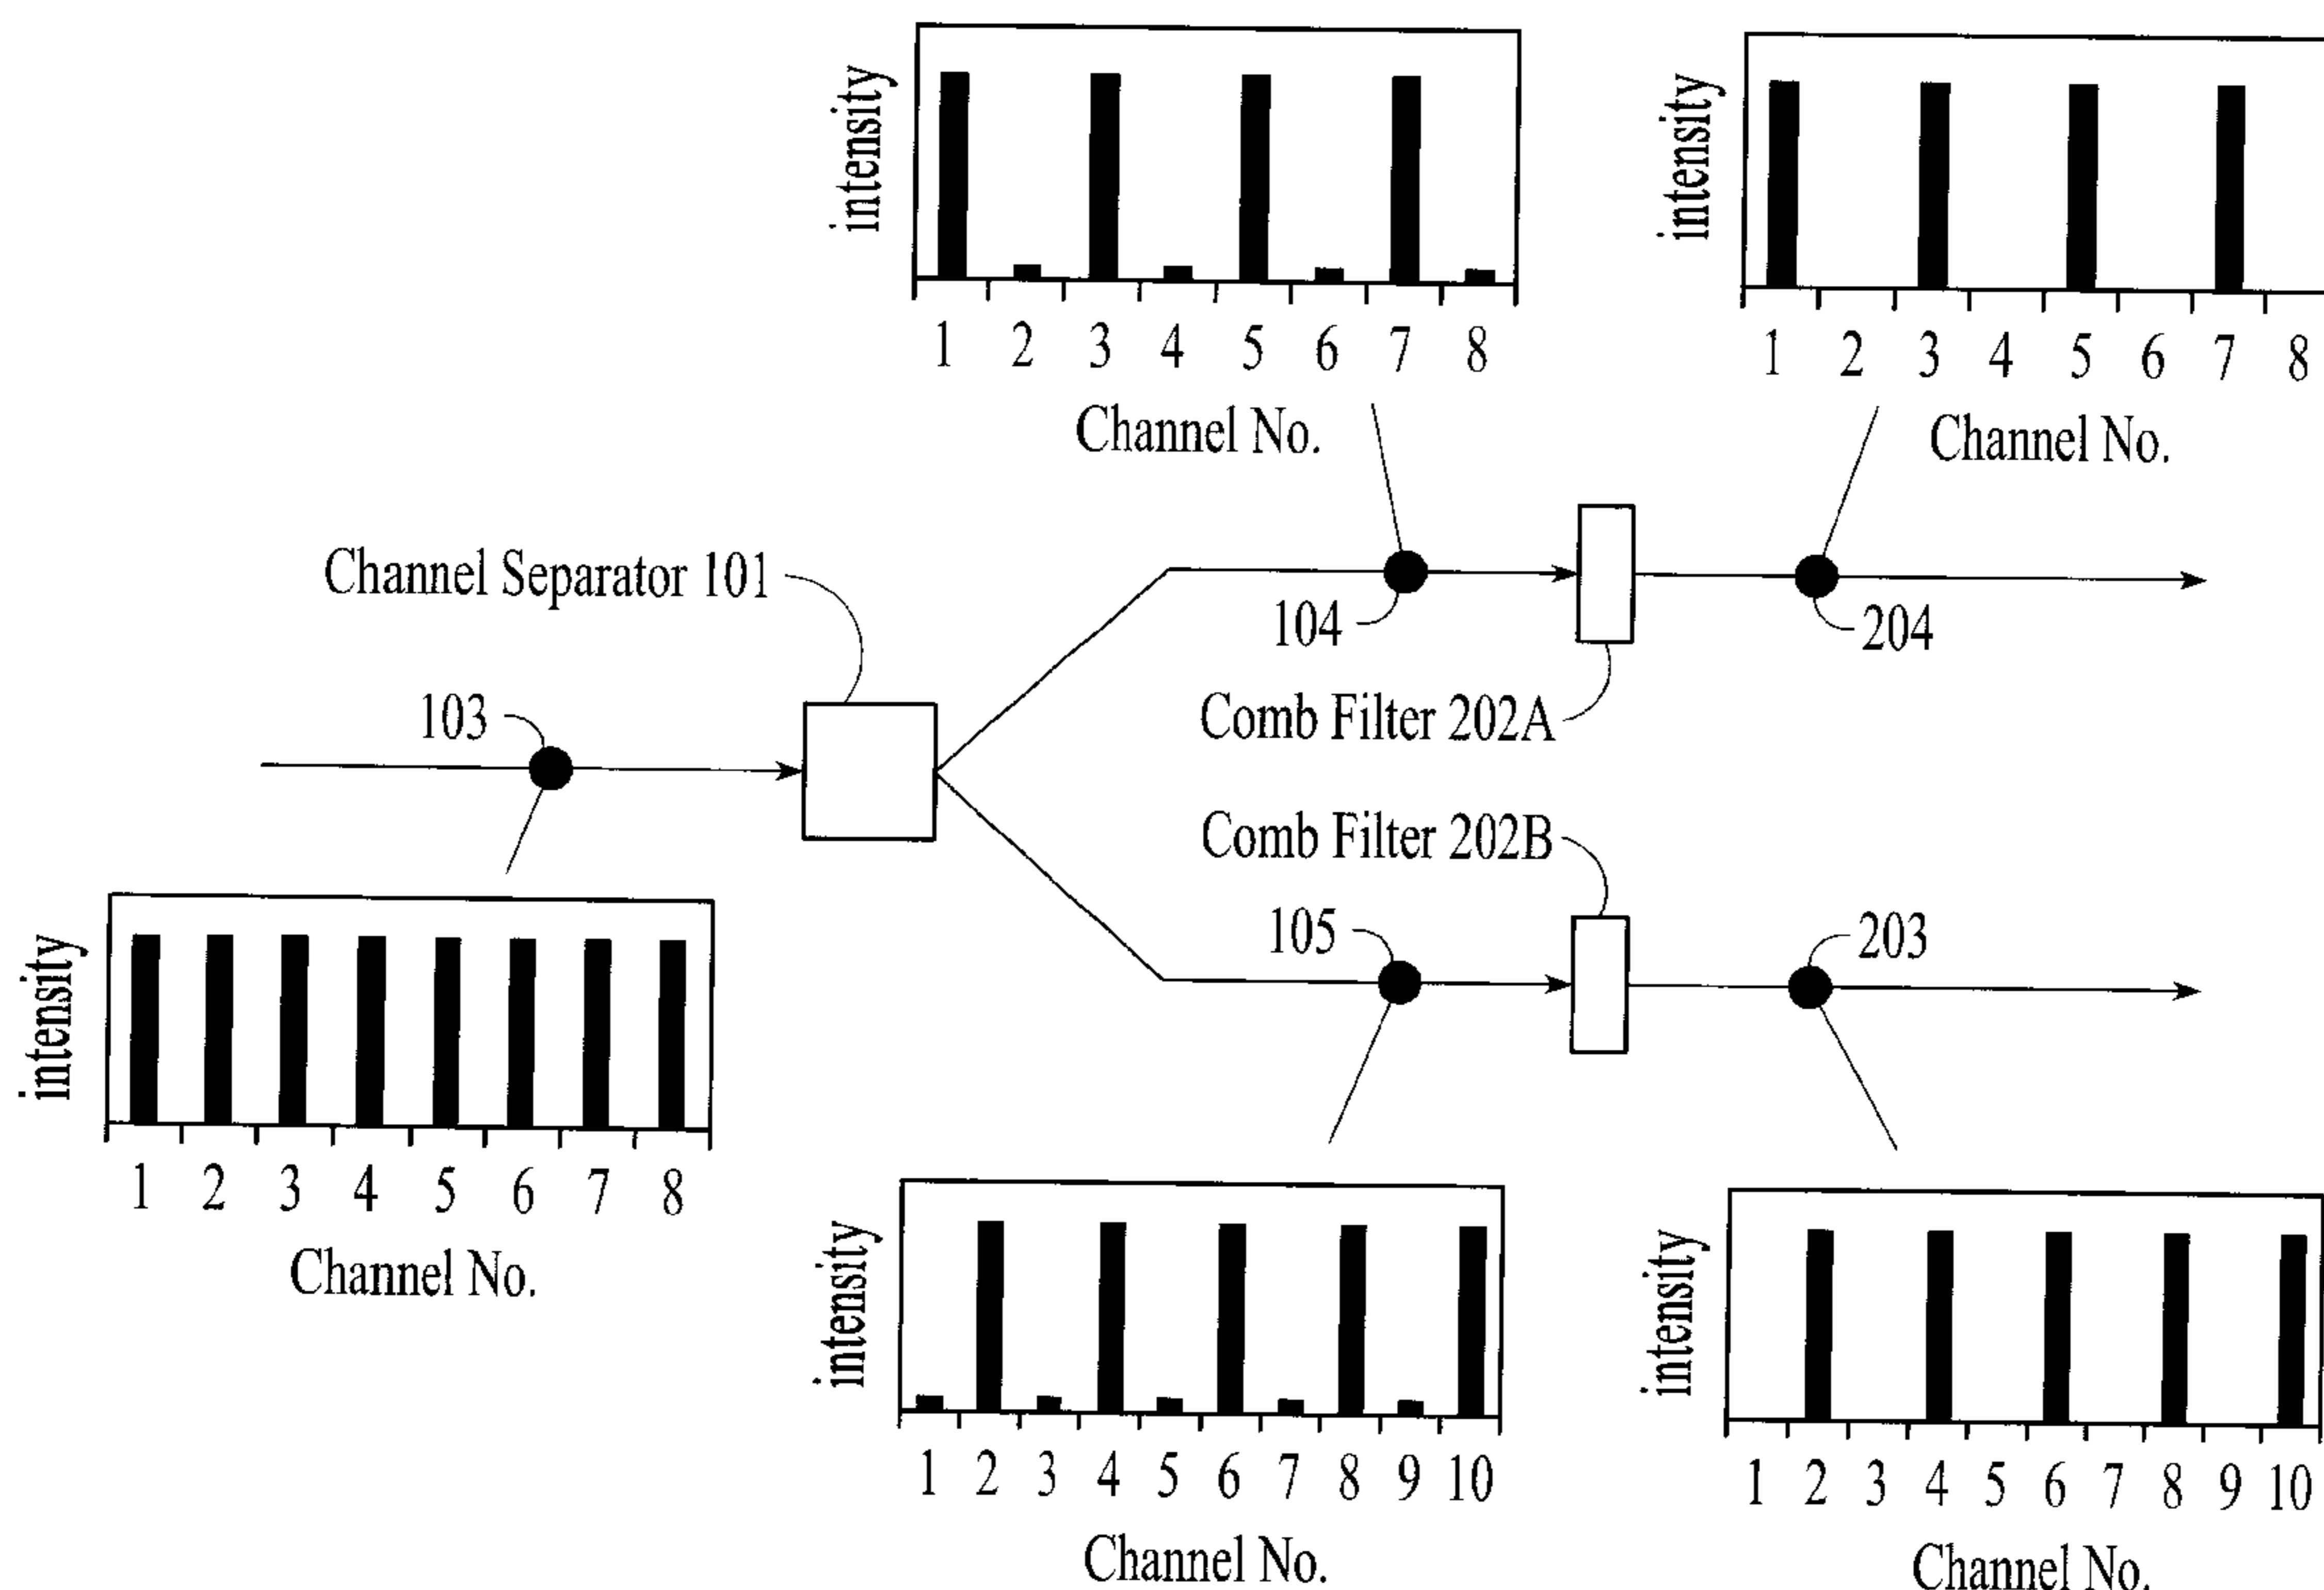 intensity
1 2 3 4 5 6 7 8
Channel No.
intensity
1 2 3 4 5 6 7 8
Channel No.
Channel Separator 101
104
204
Comb Filter 202A
103
Comb Filter 202B
105
203
intensity
1 2 3 4 5 6 7 8
Channel No.
intensity
1 2 3 4 5 6 7 8 9 10
Channel No.
intensity
1 2 3 4 5 6 7 8 9 10
Channel No.